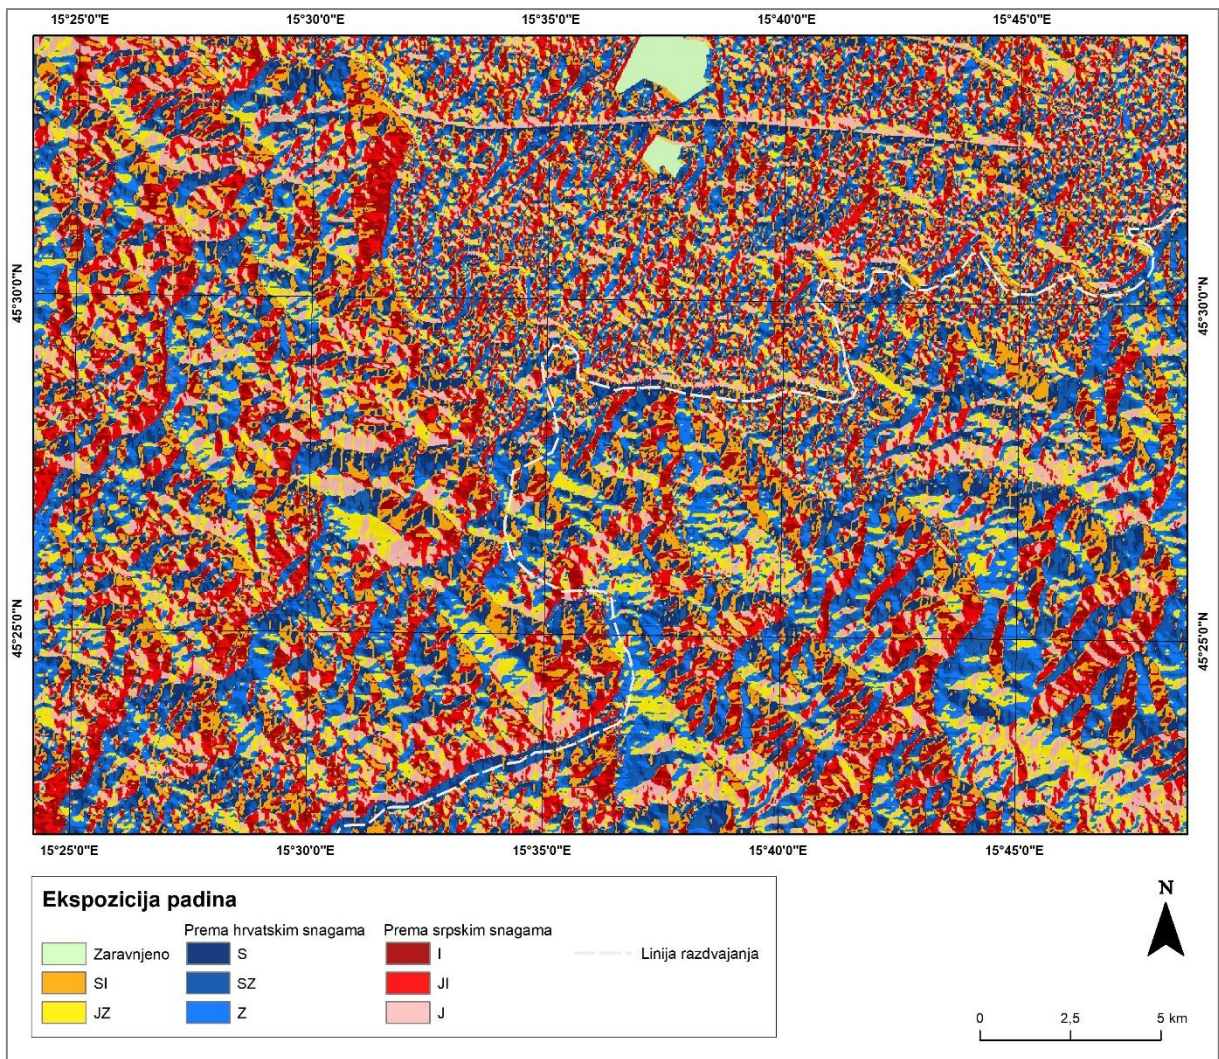 15°25'0"E 15°30'0"E 15°35'0"E 15°40'0"E 15°45'0"E
45°30'0"N
45°30'0"N
45°25'0"N
45°25'0"N
15°25'0"E 15°30'0"E 15°35'0"E 15°40'0"E 15°45'0"E
Ekspozicija padina
Prema hrvatskim snagama Prema srpskim snagama
Zaravnjeno S I Linija razdvajanja
SI SZ JI
JZ Z J
N
0 2,5 5 km